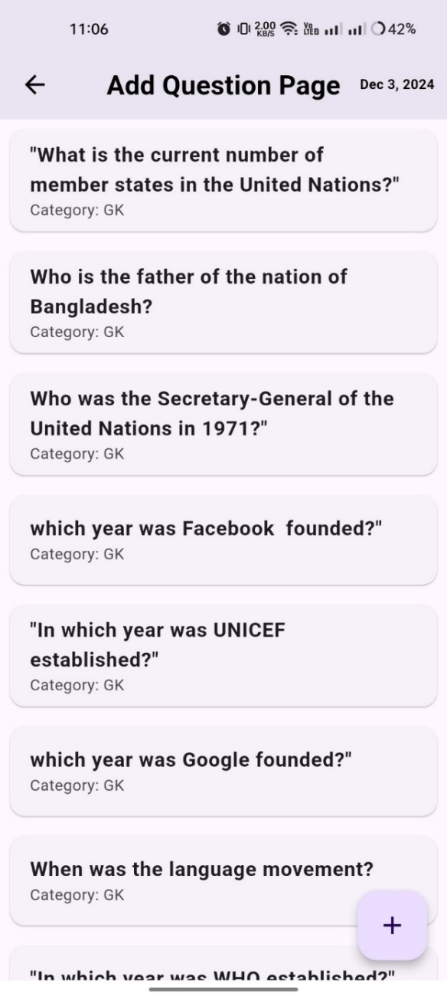 11:06
2.00
KB/S
Vo
LTE2
42%
Add Question Page
Dec 3, 2024
"What is the current number of
member states in the United Nations?"
Category: GK
Who is the father of the nation of
Bangladesh?
Category: GK
Who was the Secretary-General of the
United Nations in 1971?"
Category: GK
which year was Facebook  founded?"
Category: GK
"In which year was UNICEF
established?"
Category: GK
which year was Google founded?"
Category: GK
When was the language movement?
Category: GK
+
"In which year was WHO established?"